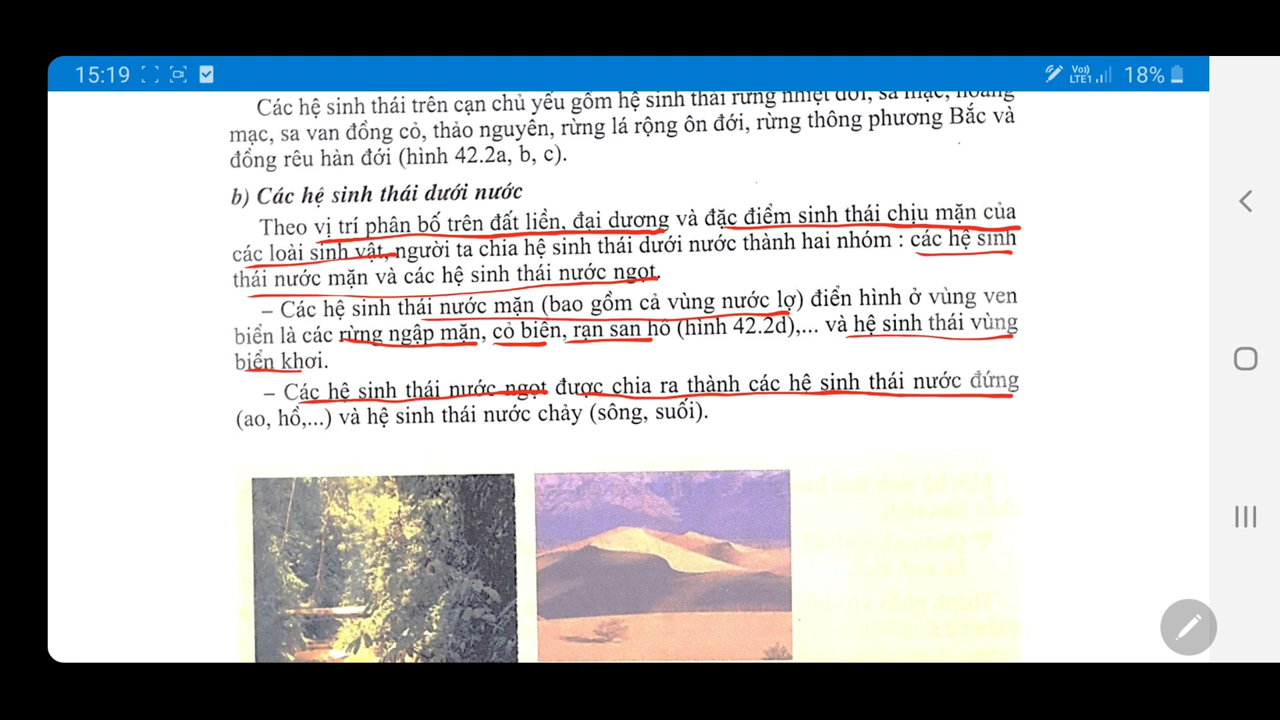 15:19
Vo))
LTE1
18%
Các hệ sinh thái trên cạn chủ yếu gồm hệ sinh thái rừng nhiệt đới, sa mạc, hoang
mạc, sa van đồng cỏ, thảo nguyên, rừng lá rộng ôn đới, rừng thông phương Bắc và
đồng rêu hàn đới (hình 42.2a, b, c).
b) Các hệ sinh thái dưới nước
Theo vị trí phân bố trên đất liền, đại dương và đặc điểm sinh thái chịu mặn của
các loài sinh vật, người ta chia hệ sinh thái dưới nước thành hai nhóm : các hệ sinh
thái nước mặn và các hệ sinh thái nước ngọt.
– Các hệ sinh thái nước mặn (bao gồm cả vùng nước lợ) điển hình ở vùng ven
biển là các rừng ngập mặn, cỏ biển, rạn san hô (hình 42.2d),... và hệ sinh thái vùng
biển khơi.
– Các hệ sinh thái nước ngọt được chia ra thành các hệ sinh thái nước đứng
(ao, hồ,...) và hệ sinh thái nước chảy (sông, suối).